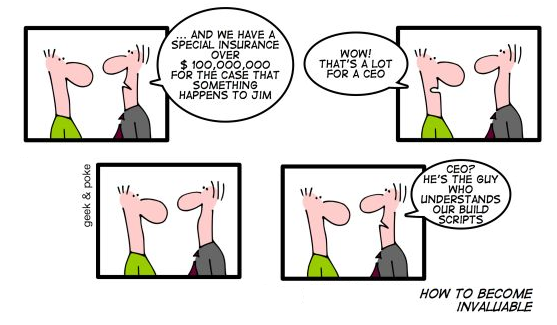 ... AND WE HAVE A
SPECIAL INSURANCE
OVER
$ 100,000,000
FOR THE CASE THAT
SOMETHING
HAPPENS TO JIM
WOW!
THAT'S A LOT
FOR A CEO
geek & poke
CEO?
HE'S THE GUY
WHO
UNDERSTANDS
OUR BUILD
SCRIPTS
HOW TO BECOME
INVALUABLE